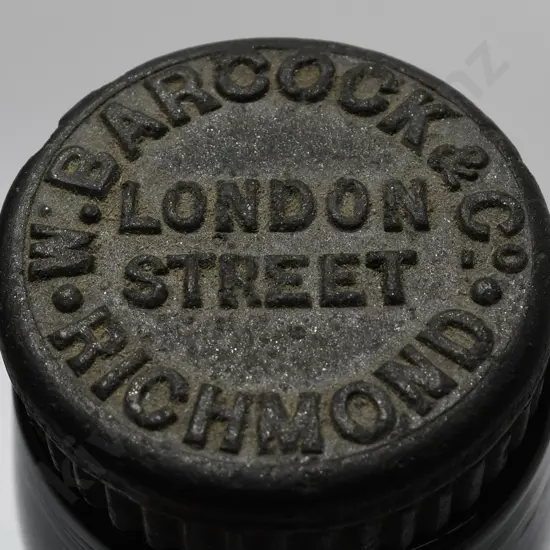 W. BARCOCK & Co.
LONDON
STREET
RICHMOND